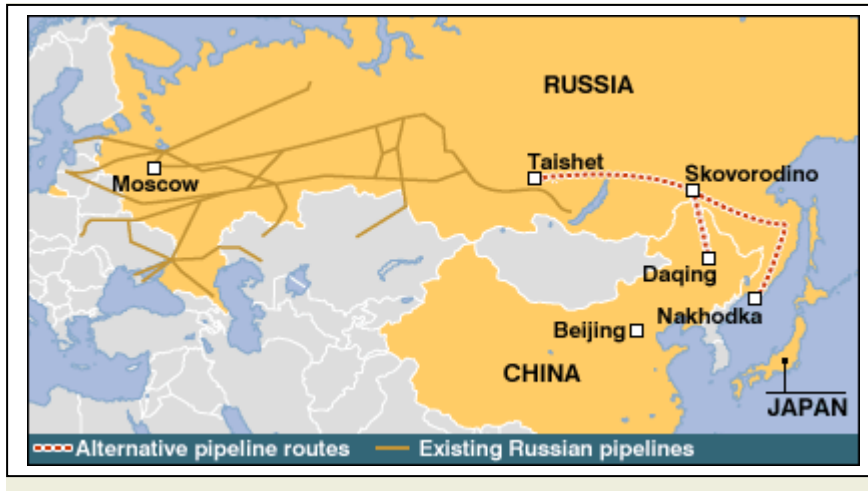 RUSSIA
Taishet
Skovorodino
Moscow
Daqing
Nakhodka
Beijing
CHINA
JAPAN
Alternative pipeline routes
Existing Russian pipelines